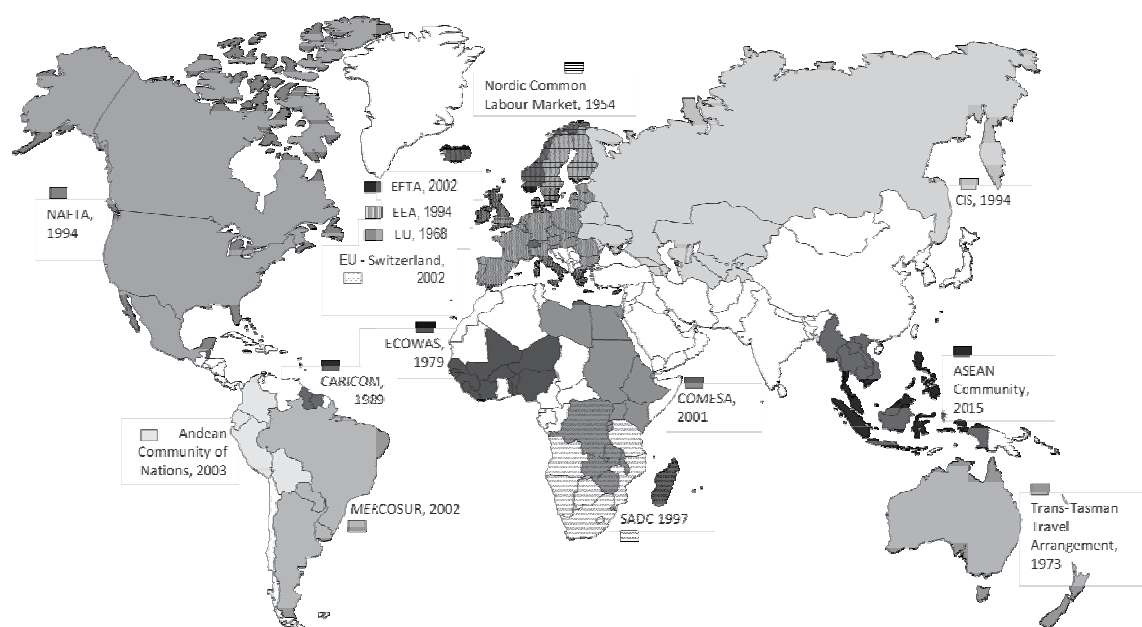 Nordic Common
Labour Market, 1954
EFTA, 2002
EEA, 1994
EU, 1968
EU - Switzerland,
2002
NAFTA,
1994
CIS, 1994
ECOWAS,
1979
CARICOM,
1989
COMESA,
2001
ASEAN
Community,
2015
Andean
Community of
Nations, 2003
MERCOSUR, 2002
SADC 1997
Trans-Tasman
Travel
Arrangement,
1973